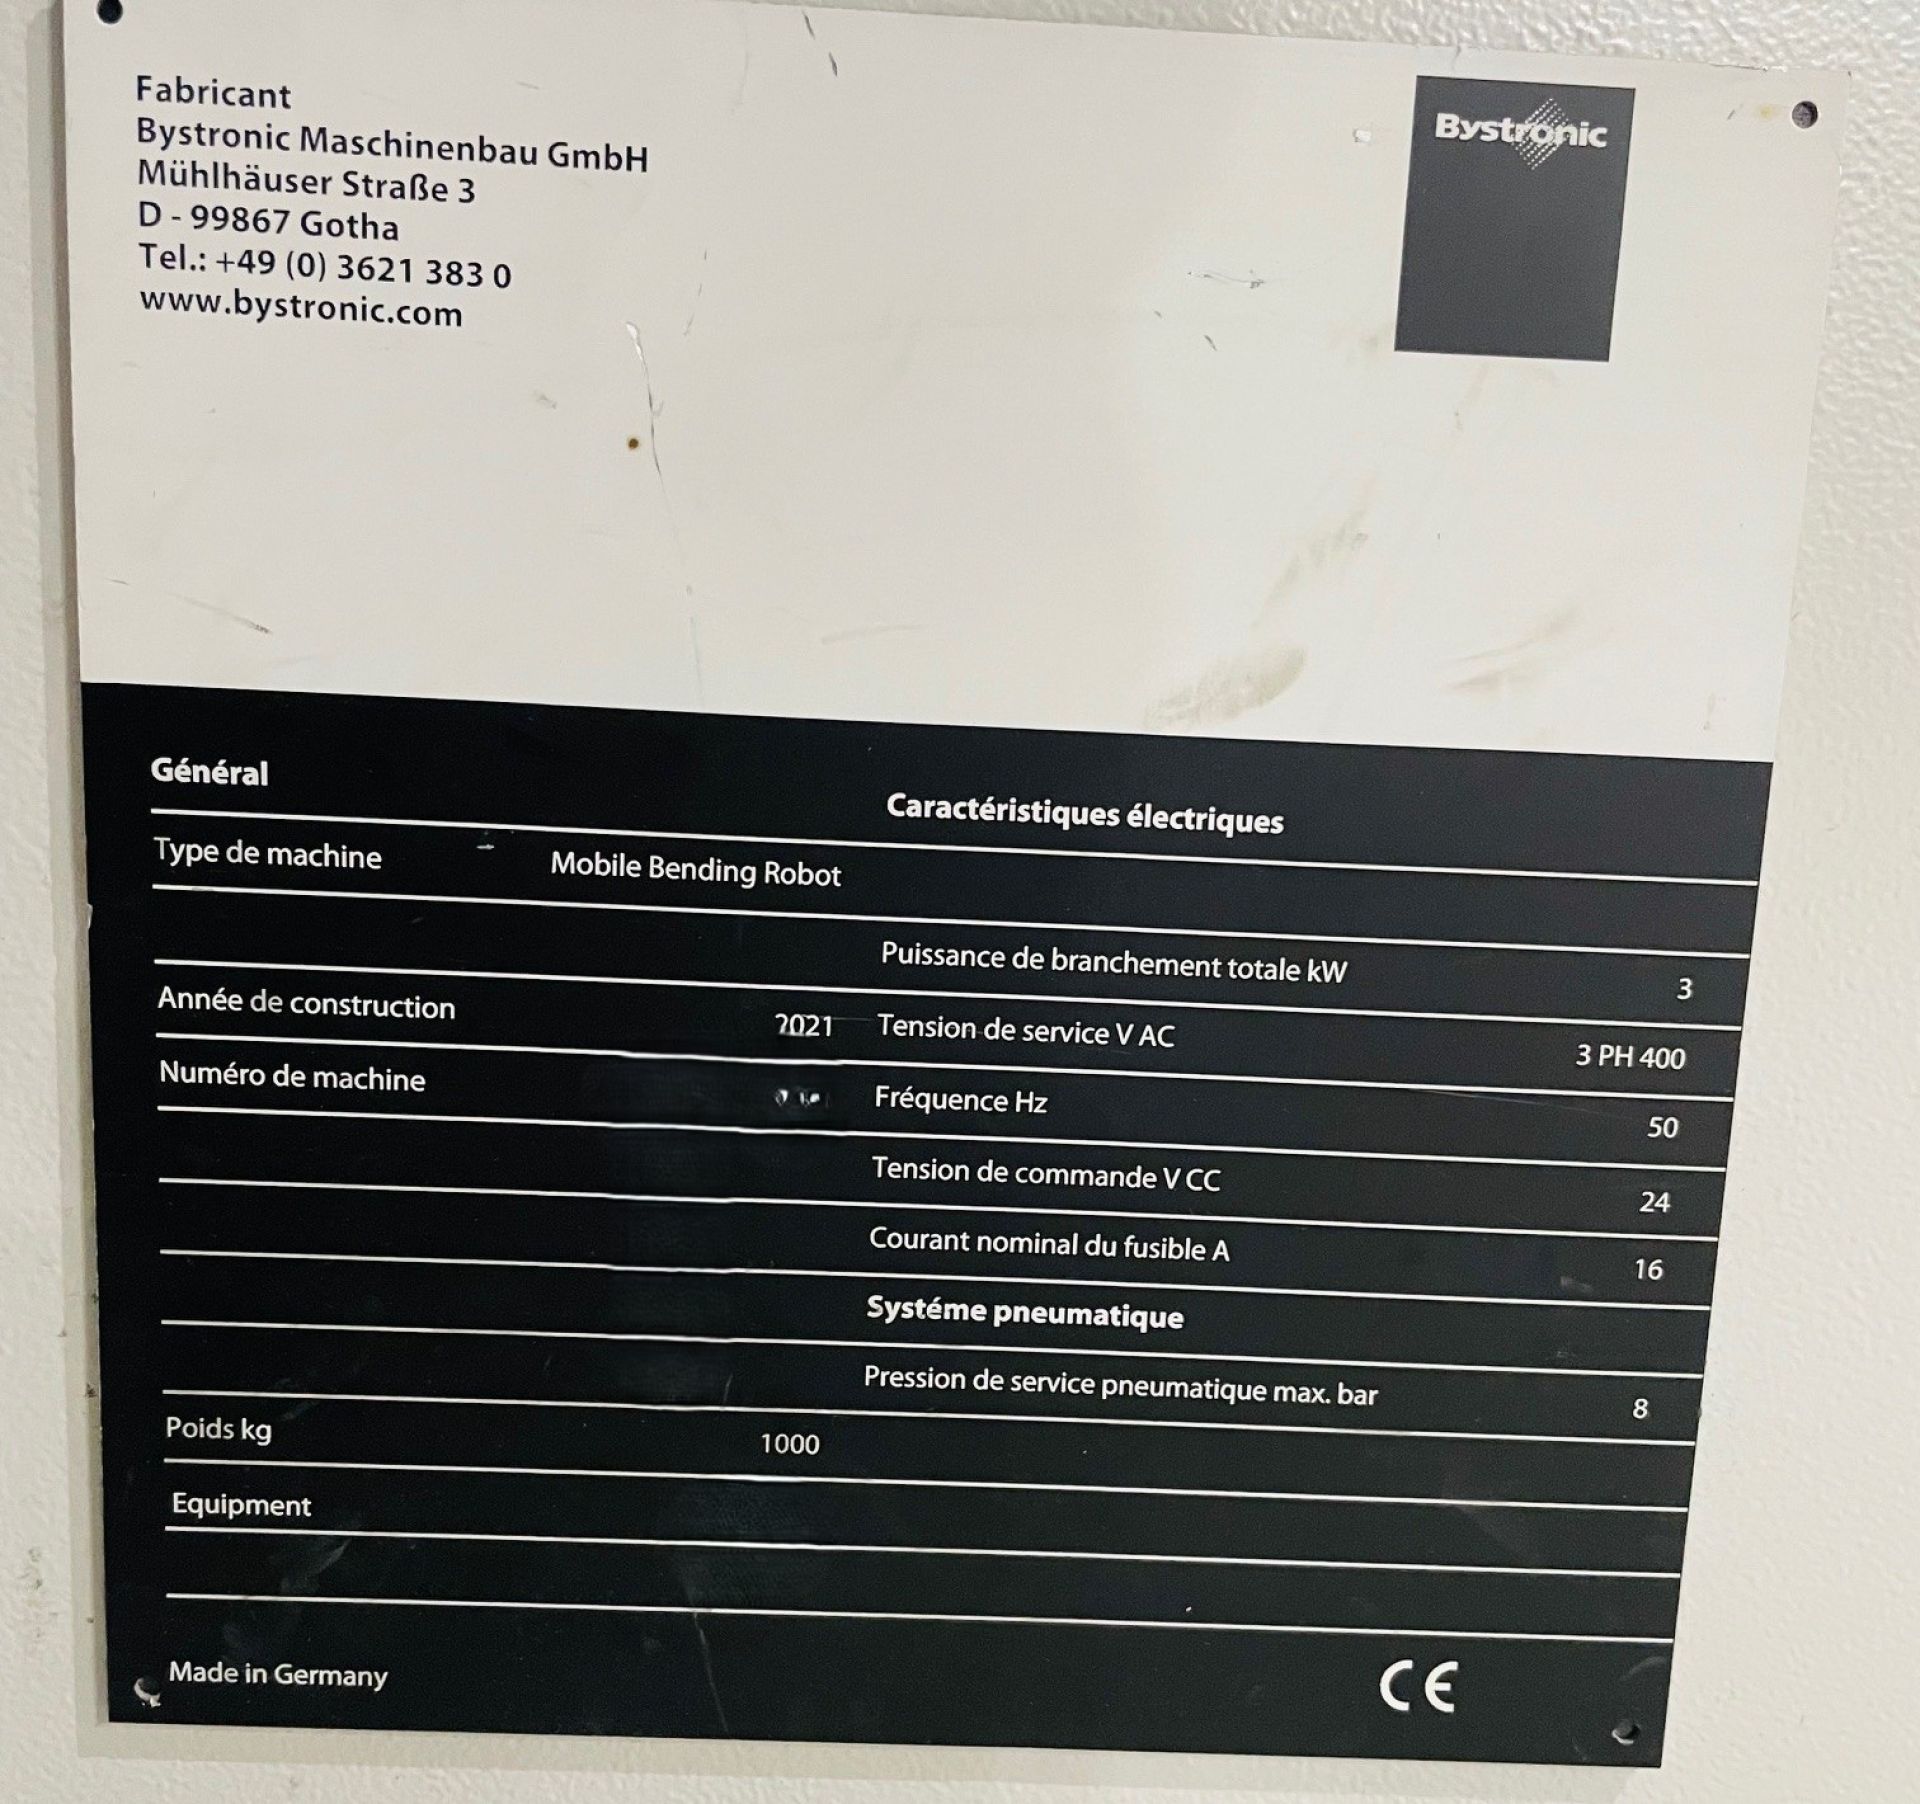 Fabricant
Bystronic Maschinenbau GmbH
Mühlhäuser Straße 3
D - 99867 Gotha
Tel.: +49 (0) 3621 383 0
www.bystronic.com
Bystronic
Général
Caractéristiques électriques
Type de machine Mobile Bending Robot
Puissance de branchement totale kW 3
Année de construction 2021 Tension de service V AC 3 PH 400
Numéro de machine Fréquence Hz 50
Tension de commande V CC 24
Courant nominal du fusible A 16
Systéme pneumatique
Pression de service pneumatique max. bar 8
Poids kg 1000
Equipment
Made in Germany CE